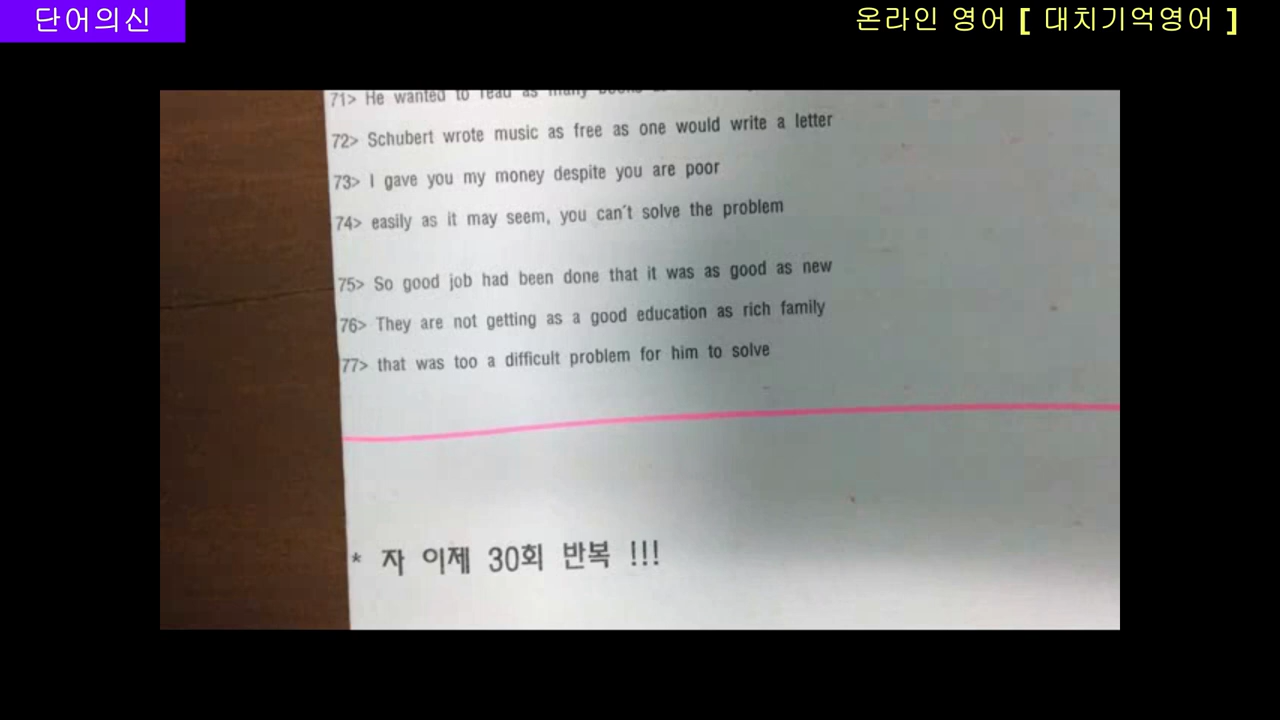 단어의신
온라인 영어 [ 대치기억영어 ]
71> He wanted to read as many books
72> Schubert wrote music as free as one would write a letter
73> I gave you my money despite you are poor
74> easily as it may seem, you can't solve the problem
75> So good job had been done that it was as good as new
76> They are not getting as a good education as rich family
77> that was too a difficult problem for him to solve
* 자 이제 30회 반복 !!!